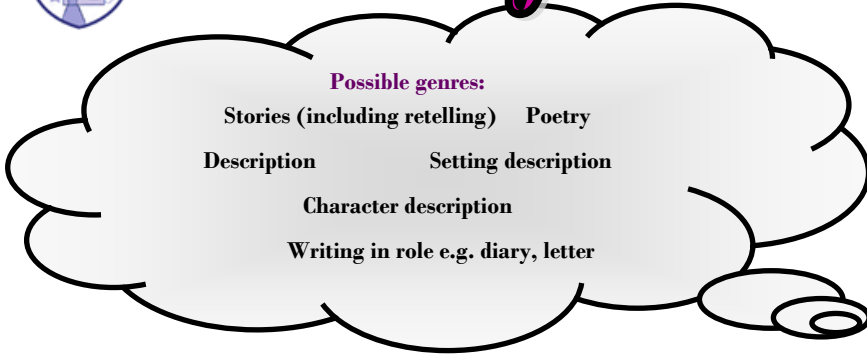 Possible genres:
Stories (including retelling) Poetry
Description Setting description
Character description
Writing in role e.g. diary, letter